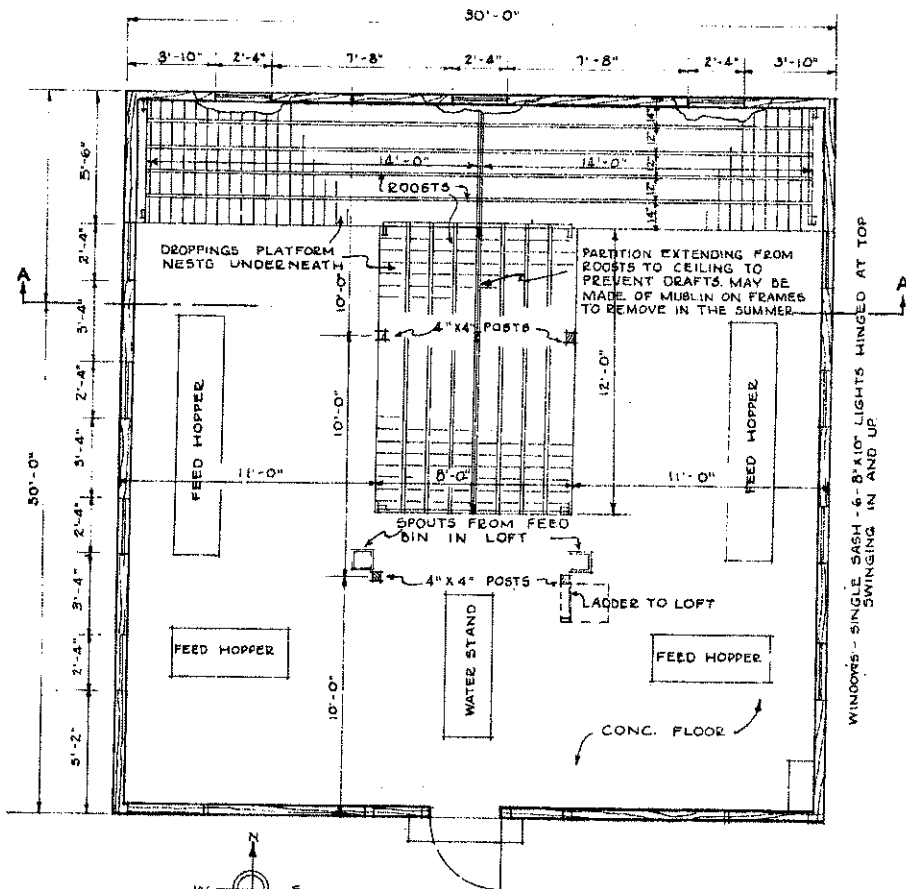 30'-0"
3'-10" 2'-4" 7'-8" 2'-4" 7'-8" 2'-4" 3'-10"
5'-6"
2'-4"
3'-4"
2'-4"
3'-4"
2'-4"
3'-4"
2'-4"
5'-2"
30'-0"
14" 12" 12" 12" 14"
14'-0" 14'-0"
ROOSTS
DROPPINGS PLATFORM
NESTS UNDERNEATH
PARTITION EXTENDING FROM
ROOSTS TO CEILING TO
PREVENT DRAFTS. MAY BE
MADE OF MUSLIN ON FRAMES
TO REMOVE IN THE SUMMER
A A
10'-0"
4"X4" POSTS
10'-0"
12'-0"
FEED HOPPER
FEED HOPPER
11'-0" 8'-0" 11'-0"
SPOUTS FROM FEED
BIN IN LOFT
4"X4" POSTS
LADDER TO LOFT
FEED HOPPER
WATER STAND
FEED HOPPER
10'-0"
CONC. FLOOR
WINDOWS - SINGLE SASH - 6 - 8"X10" LIGHTS HINGED AT TOP
SWINGING IN AND UP
N